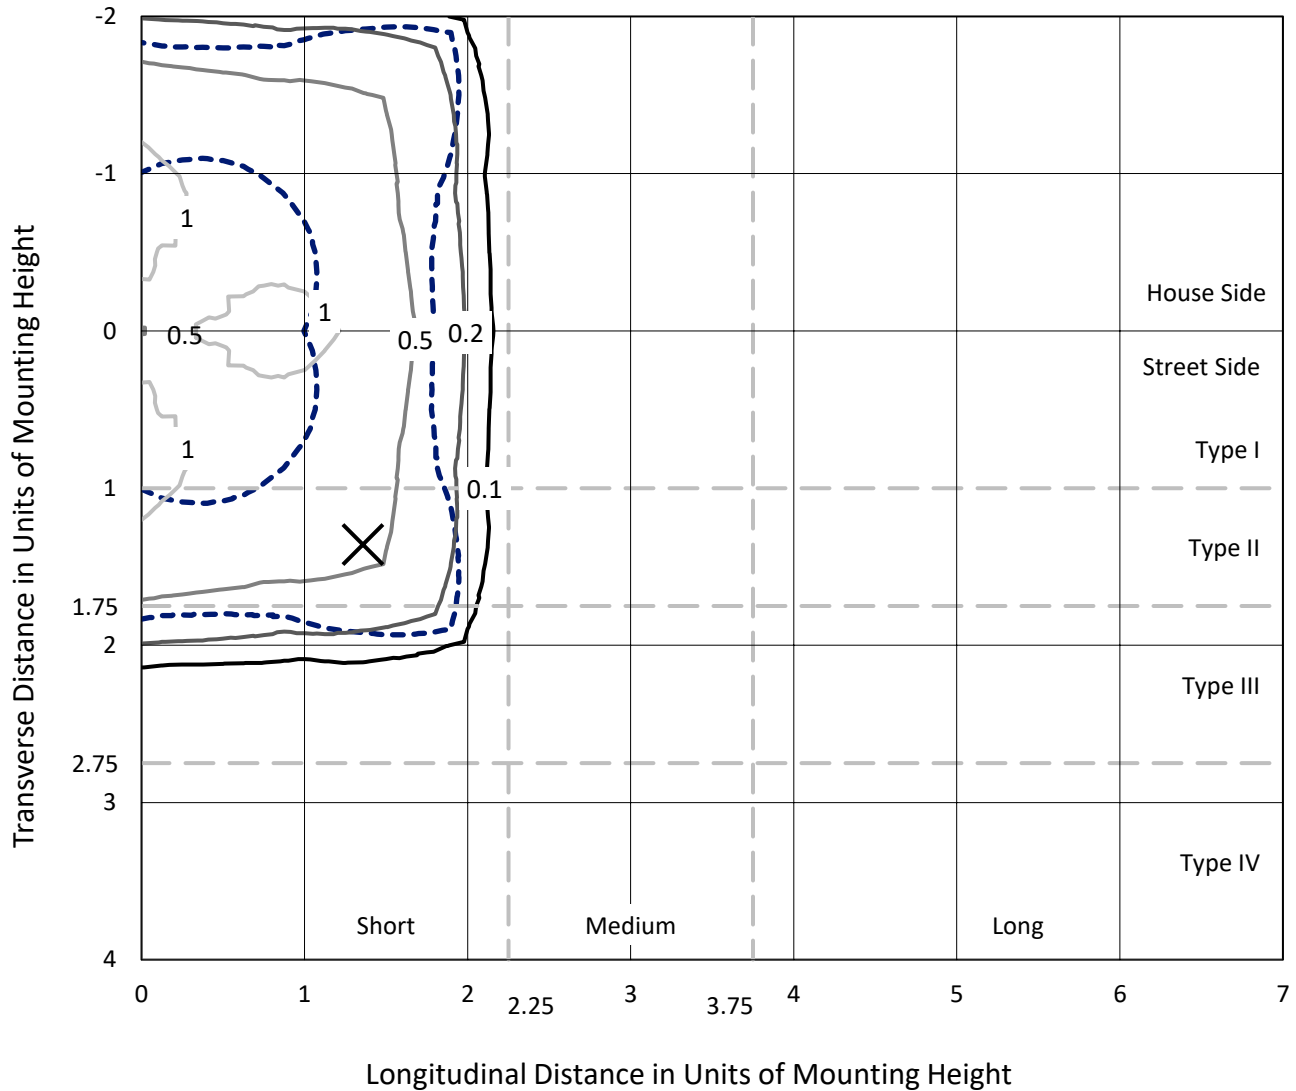 -2
-1
0
1
1.75
2
2.75
3
4
Transverse Distance in Units of Mounting Height
1
1
0.5
0.5
0.2
1
0.1
House Side
Street Side
Type I
Type II
Type III
Type IV
Short
Medium
Long
0
1
2
2.25
3
3.75
4
5
6
7
Longitudinal Distance in Units of Mounting Height